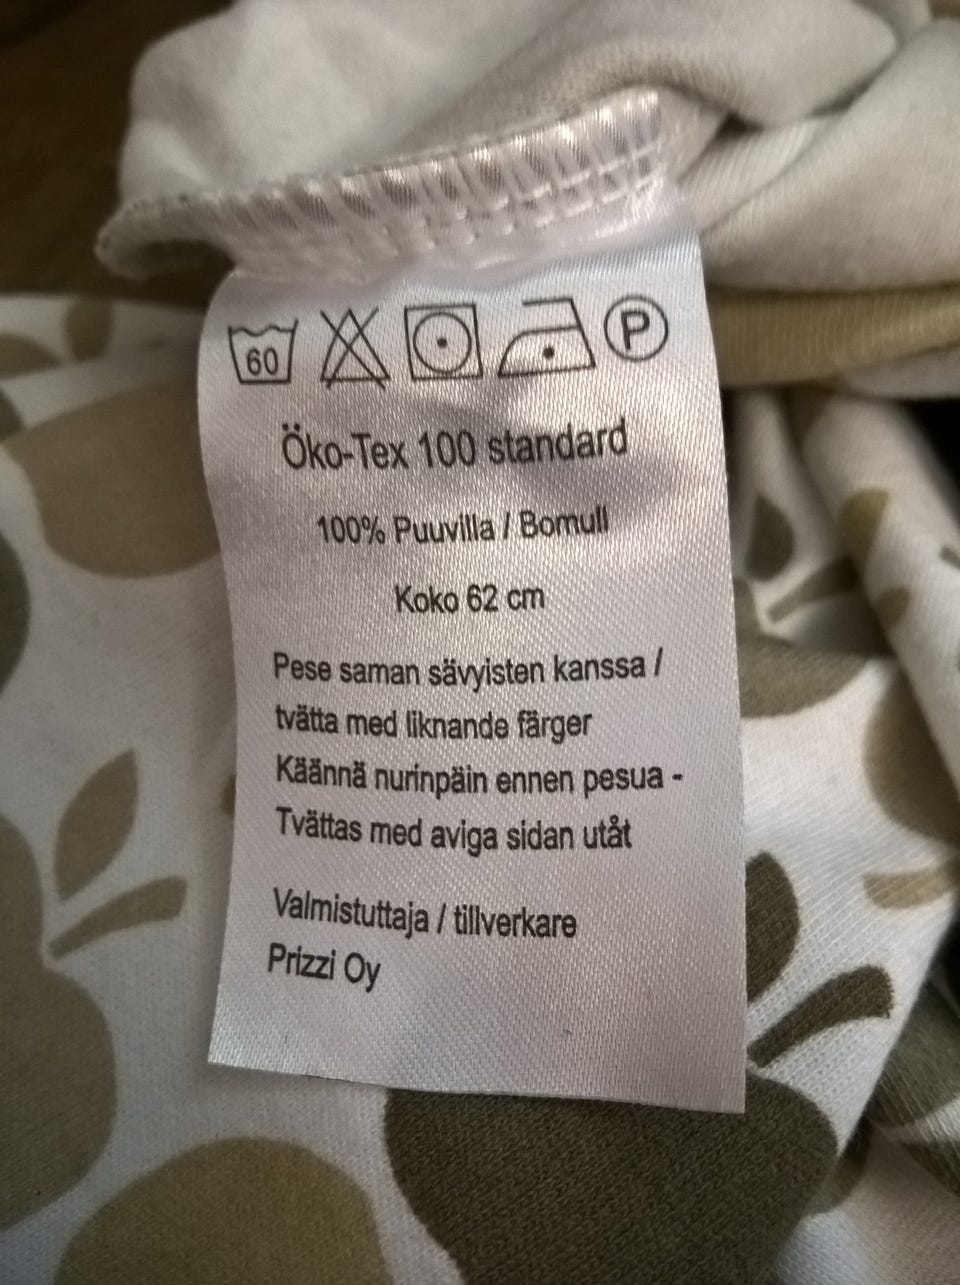 60 P
Öko-Tex 100 standard
100% Puuvilla / Bomull
Koko 62 cm
Pese saman sävyisten kanssa /
tvätta med liknande färger
Käännä nurinpäin ennen pesua -
Tvättas med aviga sidan utåt
Valmistuttaja / tillverkare
Prizzi Oy